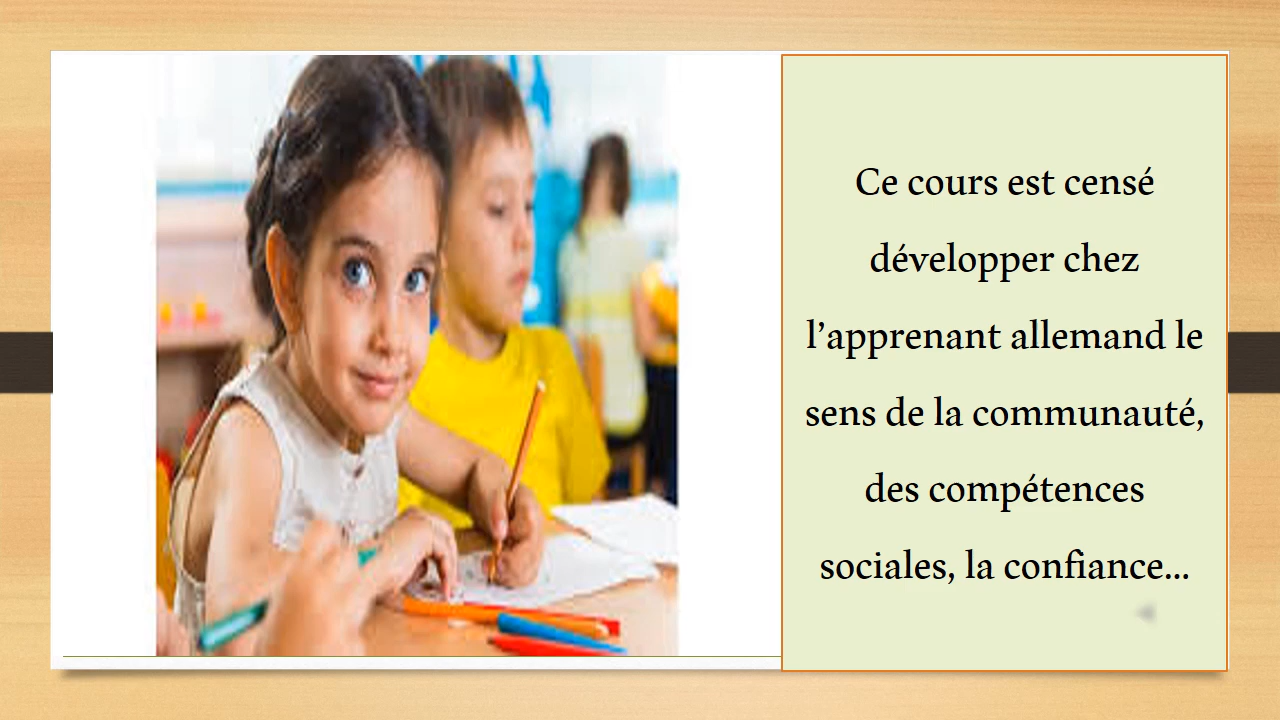 Ce cours est censé
développer chez
l’apprenant allemand le
sens de la communauté,
des compétences
sociales, la confiance...